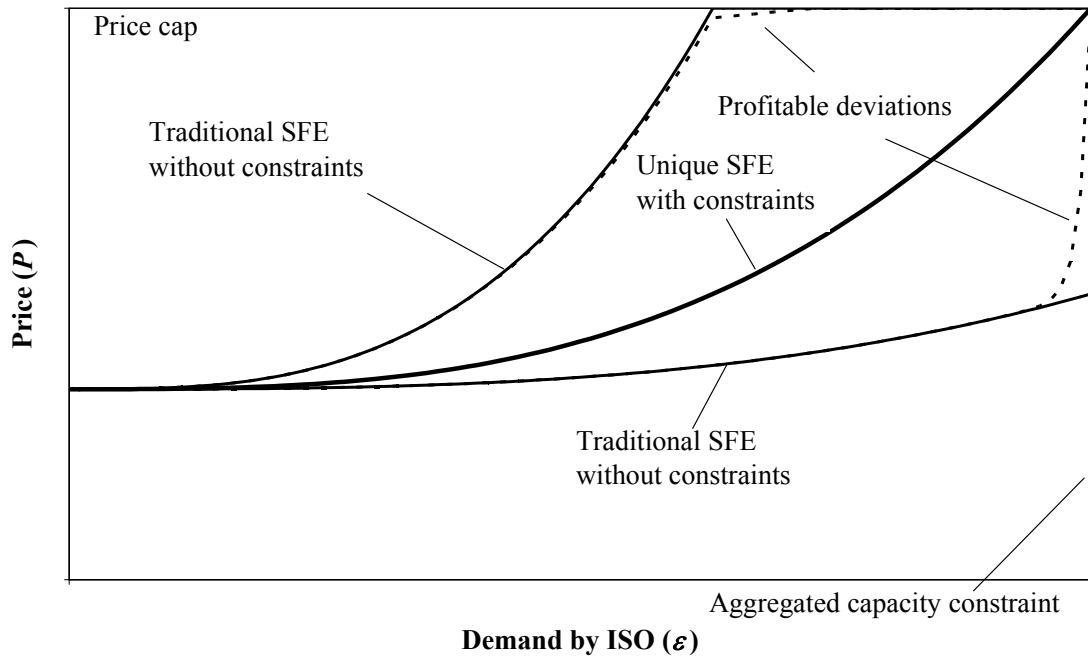 Price cap
Traditional SFE
without constraints
Profitable deviations
Unique SFE
with constraints
Price (P)
Traditional SFE
without constraints
Aggregated capacity constraint
Demand by ISO (ε)